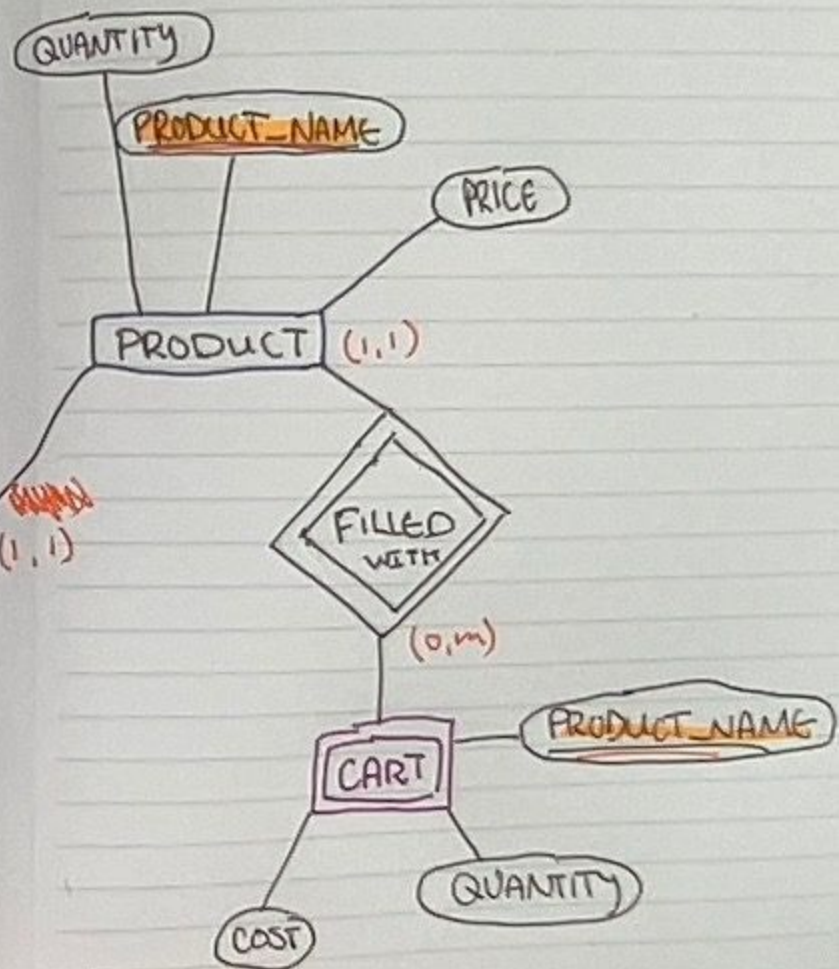 QUANTITY
PRODUCT_NAME
PRICE
PRODUCT
(1,1)
(1,1)
FILLED
WITH
(0,m)
PRODUCT_NAME
CART
QUANTITY
COST